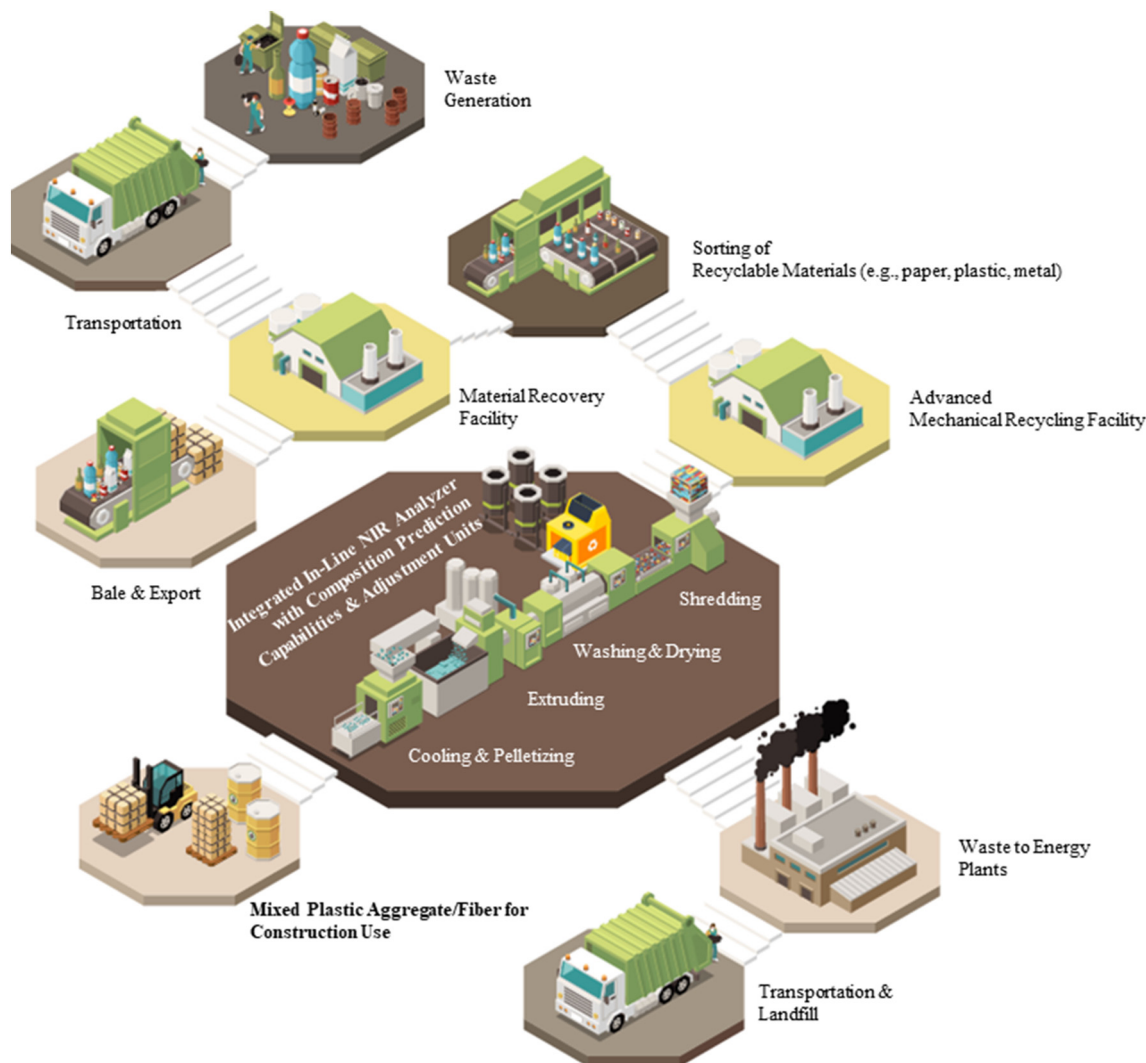 Waste
Generation
Transportation
Sorting of
Recyclable Materials (e.g., paper, plastic, metal)
Material Recovery
Facility
Advanced
Mechanical Recycling Facility
Bale & Export
Integrated In-Line NIR Analyzer
with Composition Prediction
Capabilities & Adjustment Units
Shredding
Washing & Drying
Extruding
Cooling & Pelletizing
Mixed Plastic Aggregate/Fiber for
Construction Use
Waste to Energy
Plants
Transportation &
Landfill